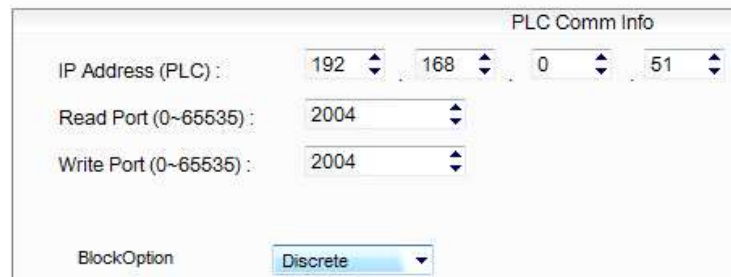 PLC Comm Info
IP Address (PLC) : 192 . 168 . 0 . 51
Read Port (0~65535) : 2004
Write Port (0~65535) : 2004
BlockOption Discrete